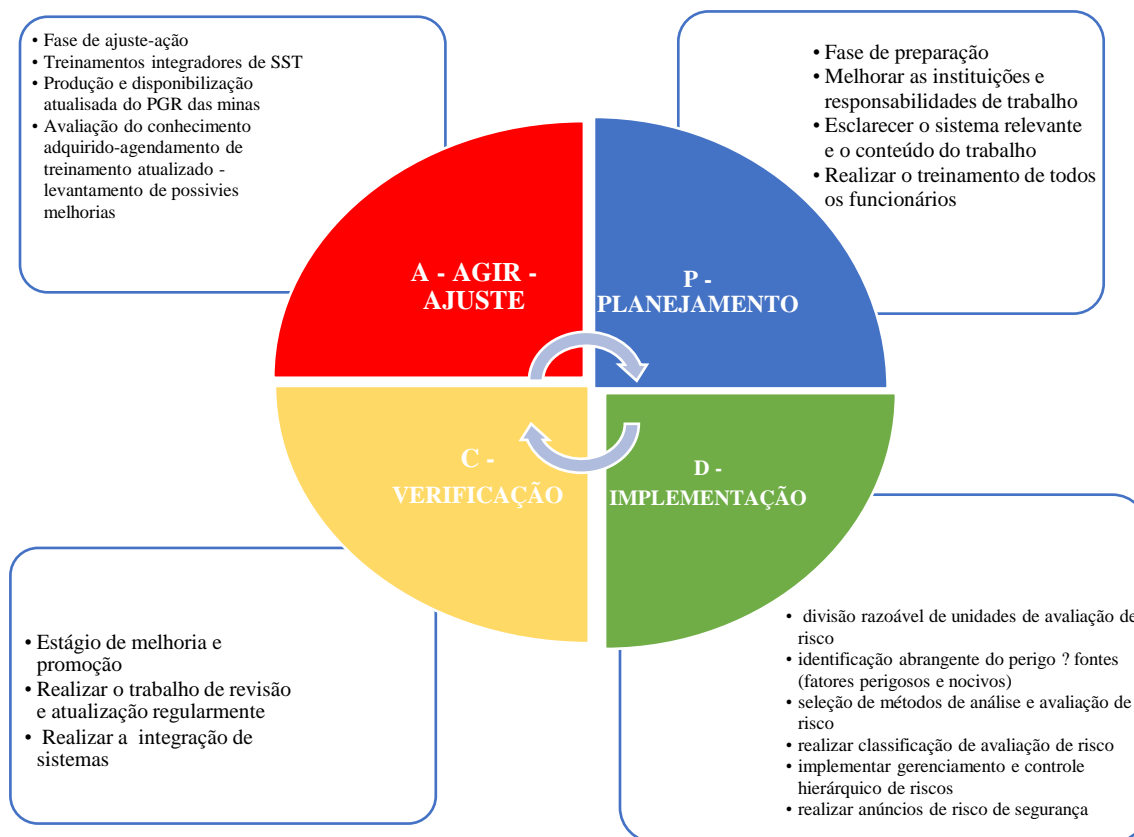 • Fase de ajuste-ação
• Treinamentos integradores de SST
• Produção e disponibilização
atualisada do PGR das minas
• Avaliação do conhecimento
adquirido-agendamento de
treinamento atualizado -
levantamento de possivies
melhorias
• Fase de preparação
• Melhorar as instituições e
responsabilidades de trabalho
• Esclarecer o sistema relevante
e o conteúdo do trabalho
• Realizar o treinamento de todos
os funcionários
A - AGIR -
AJUSTE
P -
PLANEJAMENTO
C -
VERIFICAÇÃO
D -
IMPLEMENTAÇÃO
• Estágio de melhoria e
promoção
• Realizar o trabalho de revisão
e atualização regularmente
• Realizar a integração de
sistemas
• divisão razoável de unidades de avaliação de
risco
• identificação abrangente do perigo ? fontes
(fatores perigosos e nocivos)
• seleção de métodos de análise e avaliação de
risco
• realizar classificação de avaliação de risco
• implementar gerenciamento e controle
hierárquico de riscos
• realizar anúncios de risco de segurança